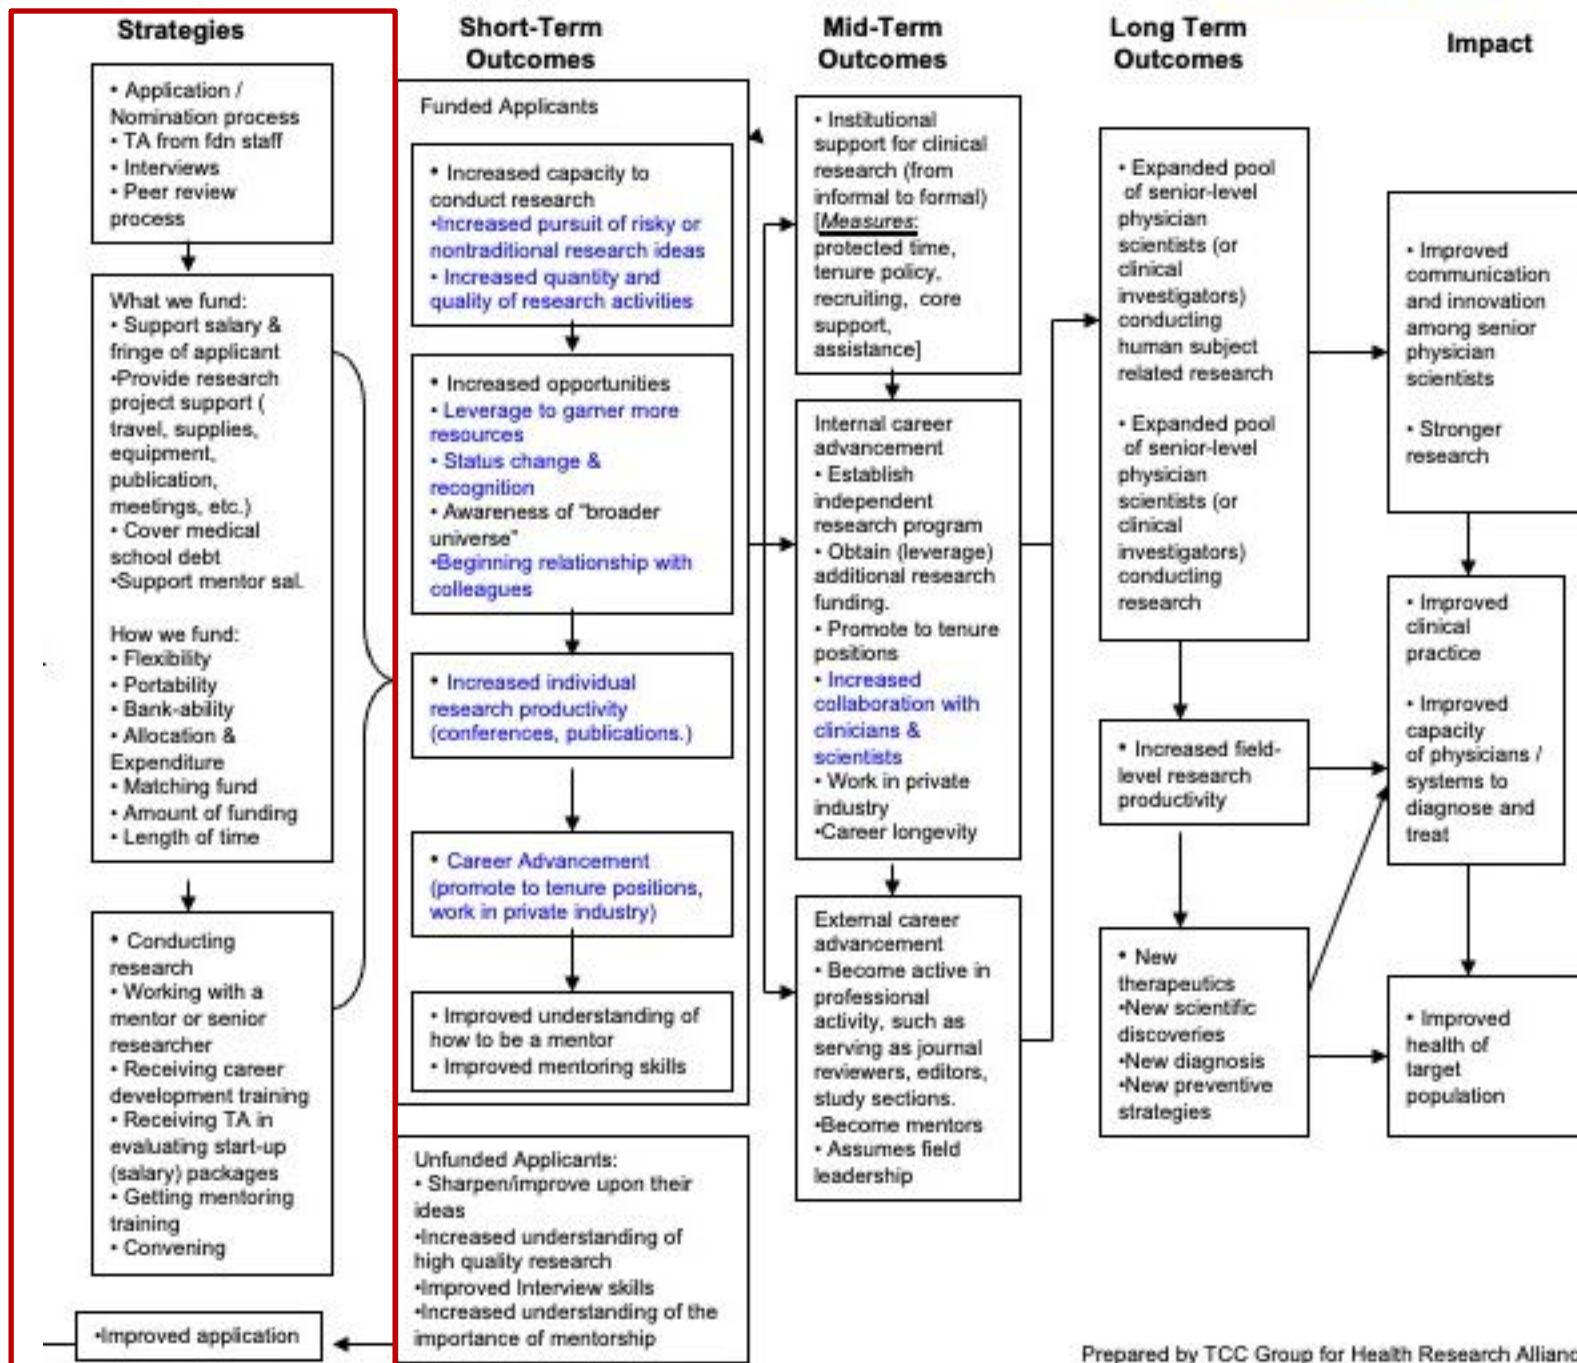 Strategies
• Application /
Nomination process
• TA from fdn staff
• Interviews
• Peer review
process
What we fund:
• Support salary &
fringe of applicant
•Provide research
project support (
travel, supplies,
equipment,
publication,
meetings, etc.)
• Cover medical
school debt
•Support mentor sal.
How we fund:
• Flexibility
• Portability
• Bank-ability
• Allocation &
Expenditure
• Matching fund
• Amount of funding
• Length of time
• Conducting
research
• Working with a
mentor or senior
researcher
• Receiving career
development training
• Receiving TA in
evaluating start-up
(salary) packages
• Getting mentoring
training
• Convening
•Improved application
Short-Term
Outcomes
Funded Applicants
• Increased capacity to
conduct research
•Increased pursuit of risky or
nontraditional research ideas
• Increased quantity and
quality of research activities
• Increased opportunities
• Leverage to garner more
resources
• Status change &
recognition
• Awareness of "broader
universe"
•Beginning relationship with
colleagues
• Increased individual
research productivity
(conferences, publications.)
• Career Advancement
(promote to tenure positions,
work in private industry)
• Improved understanding of
how to be a mentor
• Improved mentoring skills
Unfunded Applicants:
• Sharpen/improve upon their
ideas
•Increased understanding of
high quality research
•Improved Interview skills
•Increased understanding of the
importance of mentorship
Mid-Term
Outcomes
• Institutional
support for clinical
research (from
informal to formal)
[Measures:
protected time,
tenure policy,
recruiting, core
support,
assistance]
Internal career
advancement
• Establish
independent
research program
• Obtain (leverage)
additional research
funding.
• Promote to tenure
positions
• Increased
collaboration with
clinicians &
scientists
• Work in private
industry
•Career longevity
External career
advancement
• Become active in
professional
activity, such as
serving as journal
reviewers, editors,
study sections.
•Become mentors
• Assumes field
leadership
Long Term
Outcomes
• Expanded pool
of senior-level
physician
scientists (or
clinical
investigators)
conducting
human subject
related research
• Expanded pool
of senior-level
physician
scientists (or
clinical
investigators)
conducting
research
• Increased field-
level research
productivity
• New
therapeutics
•New scientific
discoveries
•New diagnosis
•New preventive
strategies
Impact
• Improved
communication
and innovation
among senior
physician
scientists
• Stronger
research
• Improved
clinical
practice
• Improved
capacity
of physicians /
systems to
diagnose and
treat
• Improved
health of
target
population
Prepared by TCC Group for Health Research Allianc